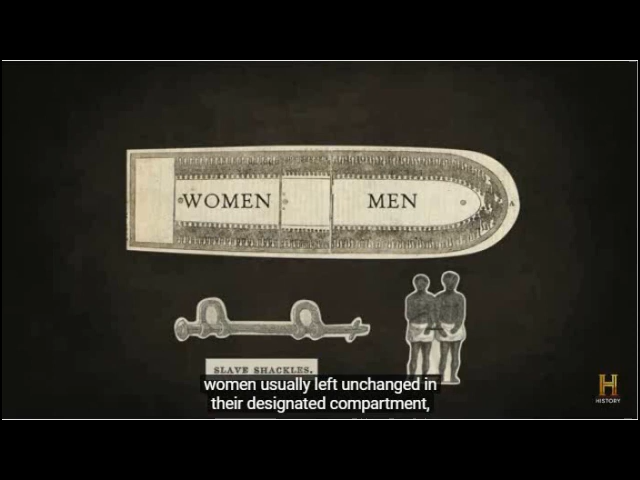 WOMEN MEN
A
SLAVE SHACKLES.
women usually left unchanged in
their designated compartment,
H
HISTORY